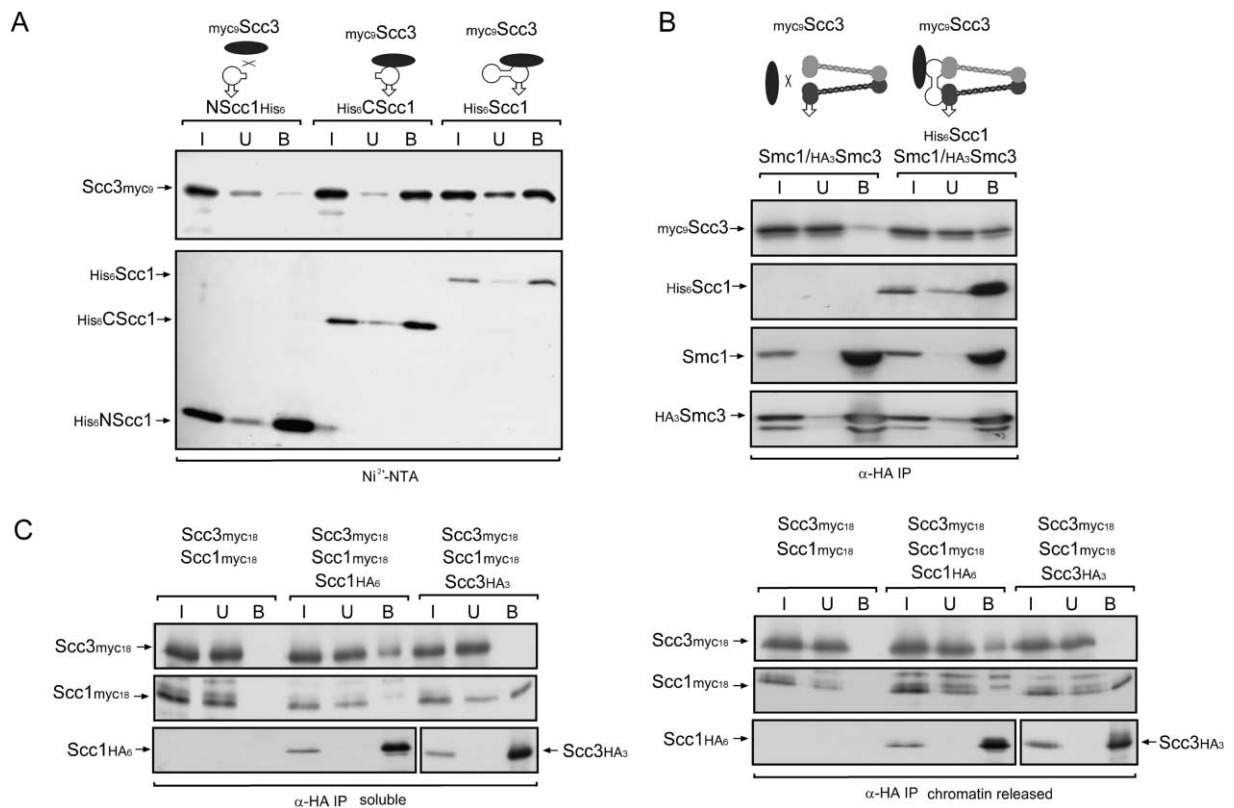 A
myc9Scc3 myc9Scc3 myc9Scc3
NScc1His6 His6CScc1 His6Scc1
I U B I U B I U B
Scc3myc9
His6Scc1
His6CScc1
His6NScc1
Ni2+-NTA
B
myc9Scc3 myc9Scc3
His6Scc1
Smc1/HA3Smc3 Smc1/HA3Smc3
I U B I U B
myc9Scc3
His6Scc1
Smc1
HA3Smc3
α-HA IP
C
Scc3myc18 Scc3myc18 Scc3myc18
Scc1myc18 Scc1myc18 Scc1myc18
Scc1HA6 Scc3HA3
I U B I U B I U B
Scc3myc18
Scc1myc18
Scc1HA6 Scc3HA3
α-HA IP soluble
Scc3myc18 Scc3myc18 Scc3myc18
Scc1myc18 Scc1myc18 Scc1myc18
Scc1HA6 Scc3HA3
I U B I U B I U B
Scc3myc18
Scc1myc18
Scc1HA6 Scc3HA3
α-HA IP chromatin released